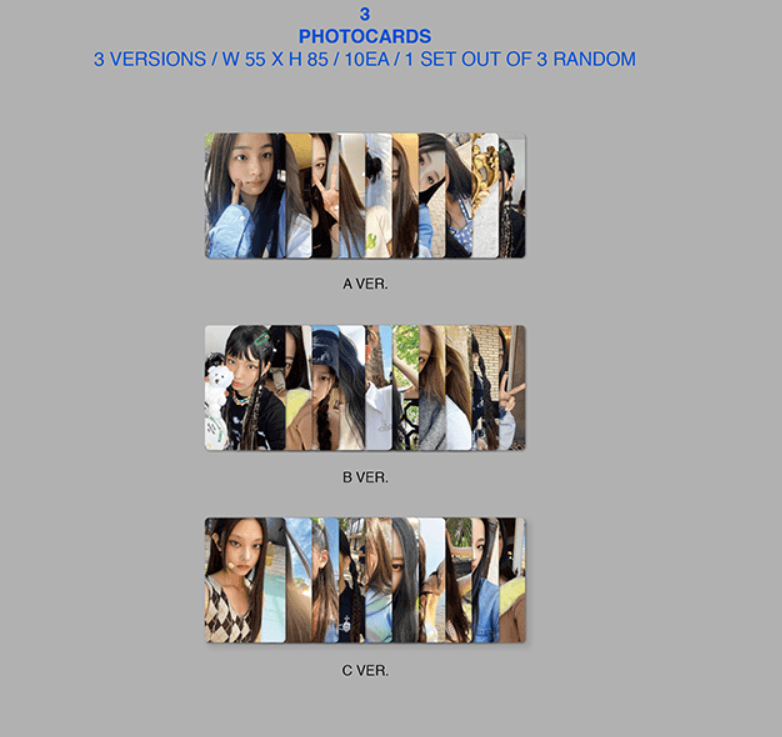 3
PHOTOCARDS
3 VERSIONS / W 55 X H 85 / 10EA / 1 SET OUT OF 3 RANDOM
A VER.
B VER.
C VER.